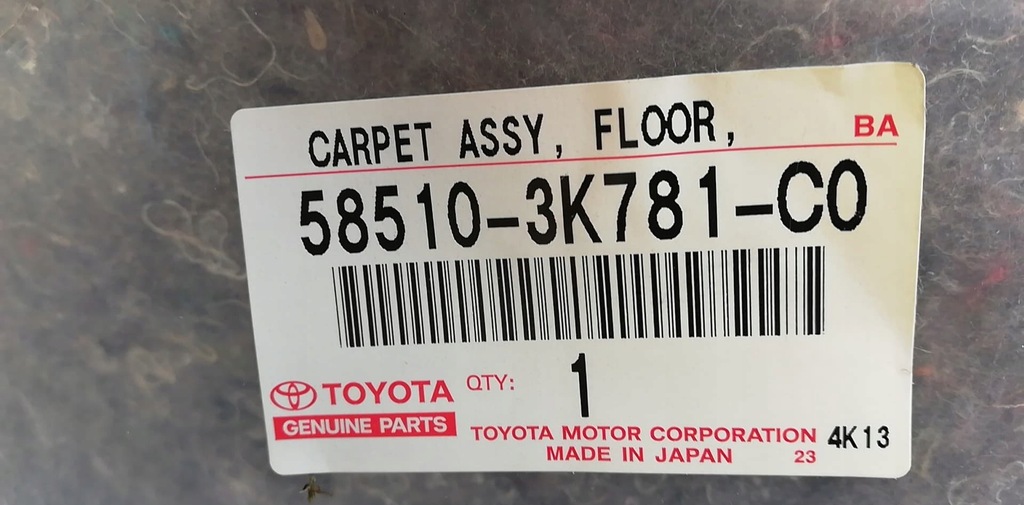 CARPET ASSY, FLOOR,
BA
58510-3K781-C0
TOYOTA
QTY: 1
GENUINE PARTS
TOYOTA MOTOR CORPORATION 4K13
MADE IN JAPAN 23